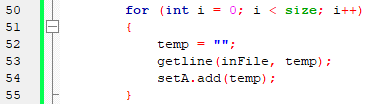 50 for (int i = 0; i < size; i++)
51 {
52 temp = "";
53 getline(inFile, temp);
54 setA.add(temp);
55 }